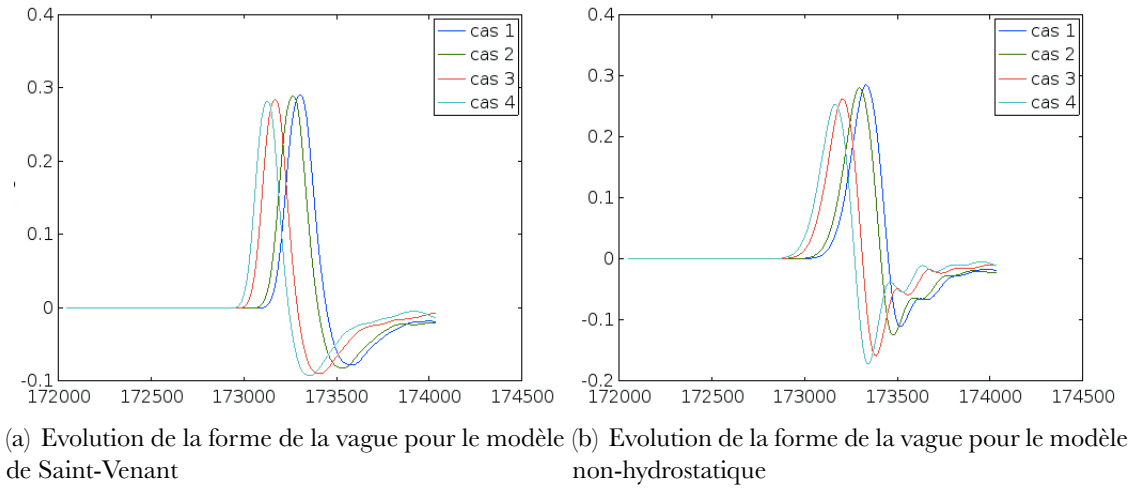 0.4
0.3
0.2
0.1
0
-0.1
172000 172500 173000 173500 174000 174500
cas 1
cas 2
cas 3
cas 4
0.4
0.3
0.2
0.1
0
-0.1
-0.2
172000 172500 173000 173500 174000 174500
cas 1
cas 2
cas 3
cas 4
(a) Evolution de la forme de la vague pour le modèle
de Saint-Venant
(b) Evolution de la forme de la vague pour le modèle
non-hydrostatique